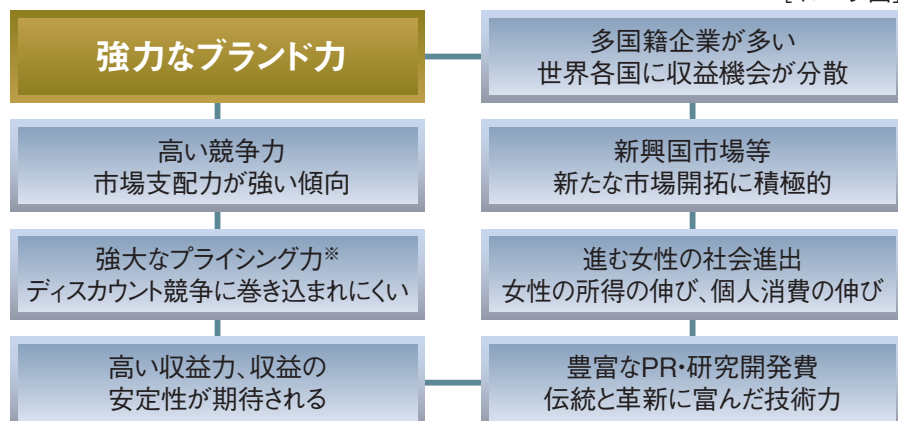 強力なブランド力
多国籍企業が多い
世界各国に収益機会が分散
高い競争力
市場支配力が強い傾向
新興国市場等
新たな市場開拓に積極的
強大なプライシング力※
ディスカウント競争に巻き込まれにくい
進む女性の社会進出
女性の所得の伸び、個人消費の伸び
高い収益力、収益の
安定性が期待される
豊富なPR・研究開発費
伝統と革新に富んだ技術力